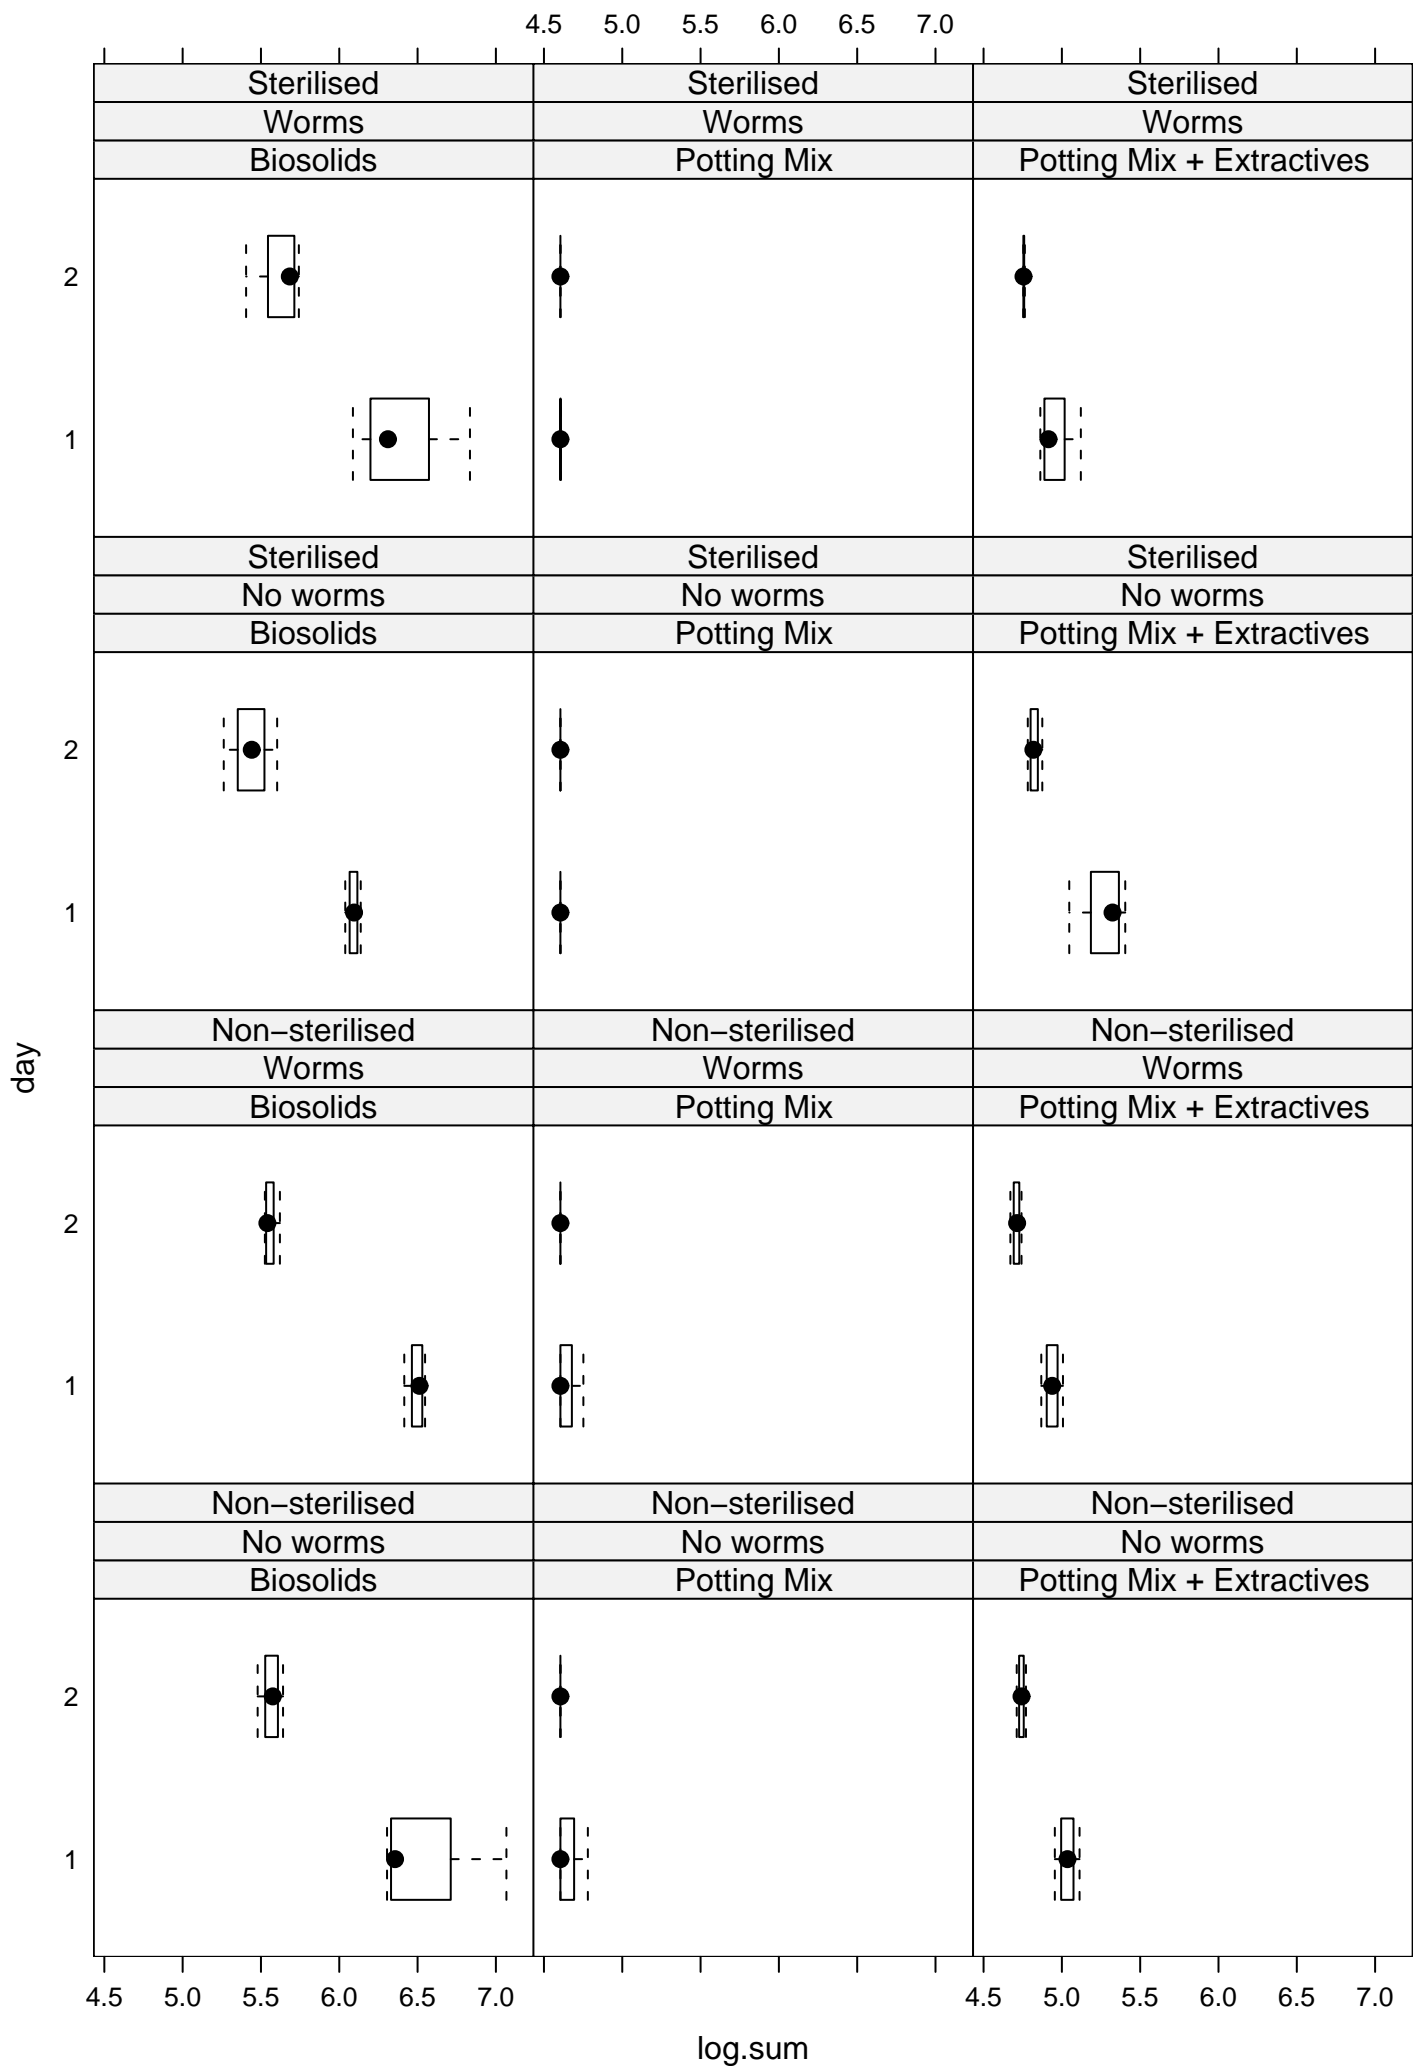 4.5 5.0 5.5 6.0 6.5 7.0
Sterilised Sterilised Sterilised
Worms Worms Worms
Biosolids Potting Mix Potting Mix + Extractives
2
1
Sterilised Sterilised Sterilised
No worms No worms No worms
Biosolids Potting Mix Potting Mix + Extractives
2
1
day
Non−sterilised Non−sterilised Non−sterilised
Worms Worms Worms
Biosolids Potting Mix Potting Mix + Extractives
2
1
Non−sterilised Non−sterilised Non−sterilised
No worms No worms No worms
Biosolids Potting Mix Potting Mix + Extractives
2
1
4.5 5.0 5.5 6.0 6.5 7.0 4.5 5.0 5.5 6.0 6.5 7.0
log.sum